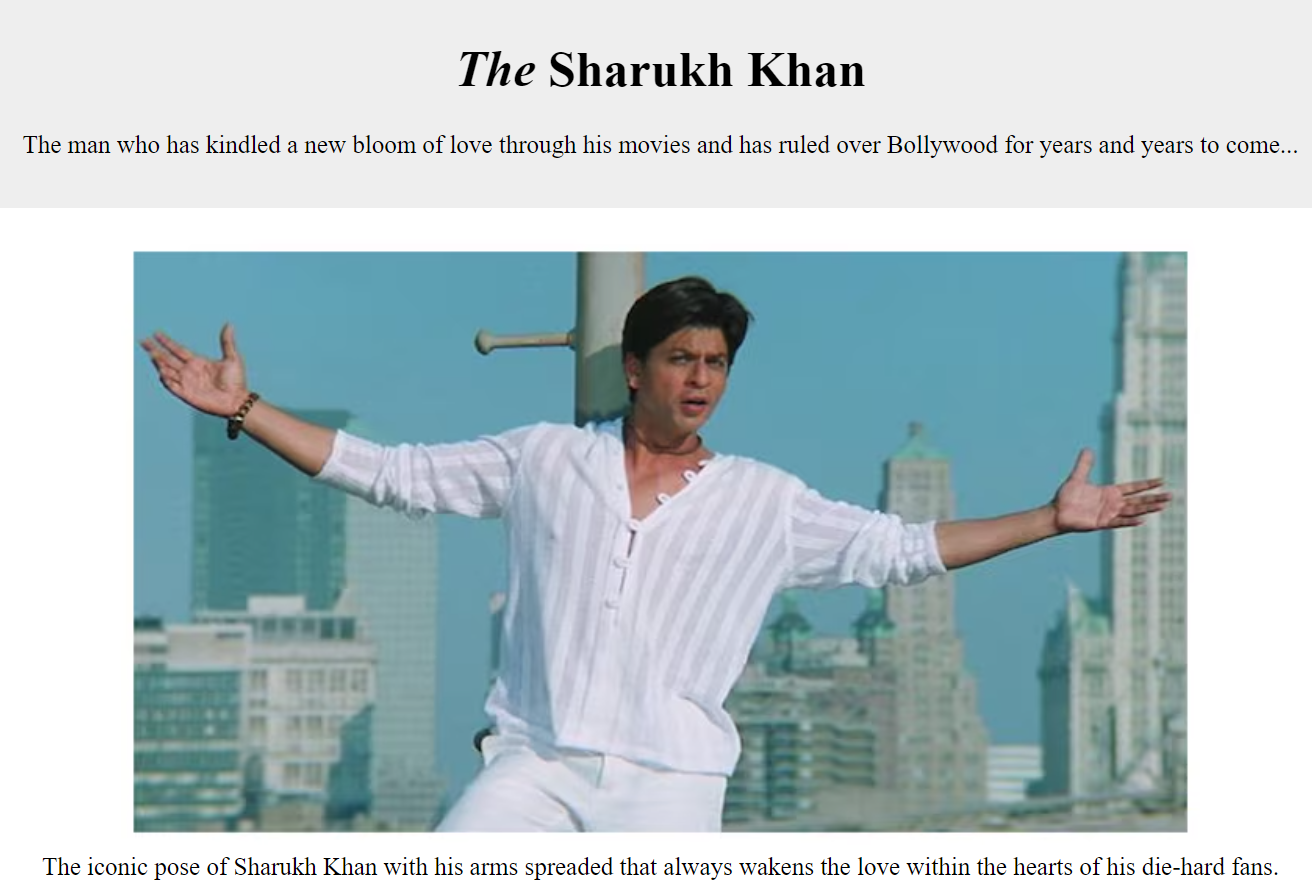 The Sharukh Khan
The man who has kindled a new bloom of love through his movies and has ruled over Bollywood for years and years to come...
The iconic pose of Sharukh Khan with his arms spreaded that always wakens the love within the hearts of his die-hard fans.